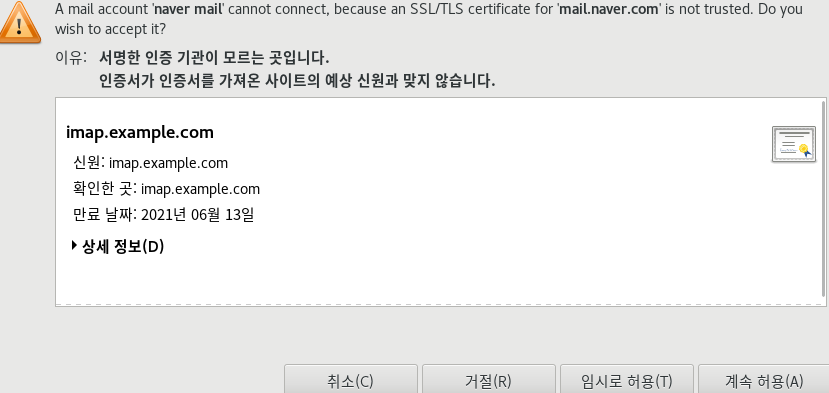 A mail account 'naver mail' cannot connect, because an SSL/TLS certificate for 'mail.naver.com' is not trusted. Do you
wish to accept it?
이유: 서명한 인증 기관이 모르는 곳입니다.
인증서가 인증서를 가져온 사이트의 예상 신원과 맞지 않습니다.
imap.example.com
신원: imap.example.com
확인한 곳: imap.example.com
만료 날짜: 2021년 06월 13일
상세 정보(D)
취소(C) 거절(R) 임시로 허용(T) 계속 허용(A)